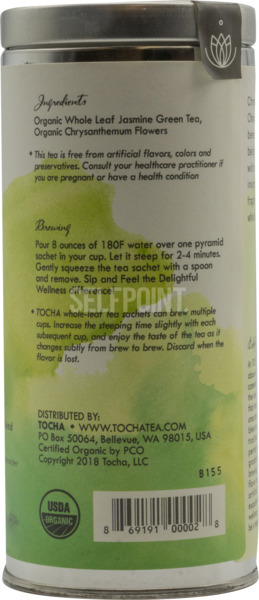 Ingredients
Organic Whole Leaf Jasmine Green Tea,
Organic Chrysanthemum Flowers
* This tea is free from artificial flavors, colors and
preservatives. Consult your healthcare practitioner if
you are pregnant or have a health condition
Brewing
Pour 8 ounces of 180F water over one pyramid
sachet in your cup. Let it steep for 2-4 minutes.
Gently squeeze the tea sachet with a spoon
and remove. Sip and Feel the Delightful
Wellness difference
SELFPOINT
* TOCHA whole-leaf tea sachets can brew multiple
cups. Increase the steeping time slightly with each
subsequent cup, and enjoy the taste of the tea as it
changes subtly from brew to brew. Discard when the
flavor is lost.
DISTRIBUTED BY:
TOCHA • WWW.TOCHATEA.COM
PO Box 50064, Bellevue, WA 98015, USA
Certified Organic by PCO
Copyright 2018 Tocha, LLC
B155
USDA
ORGANIC
8 69191 00002 8